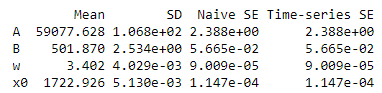 Mean SD Naive SE Time-series SE
A 59077.628 1.068e+02 2.388e+00 2.388e+00
B 501.870 2.534e+00 5.665e-02 5.665e-02
w 3.402 4.029e-03 9.009e-05 9.009e-05
x0 1722.926 5.130e-03 1.147e-04 1.147e-04